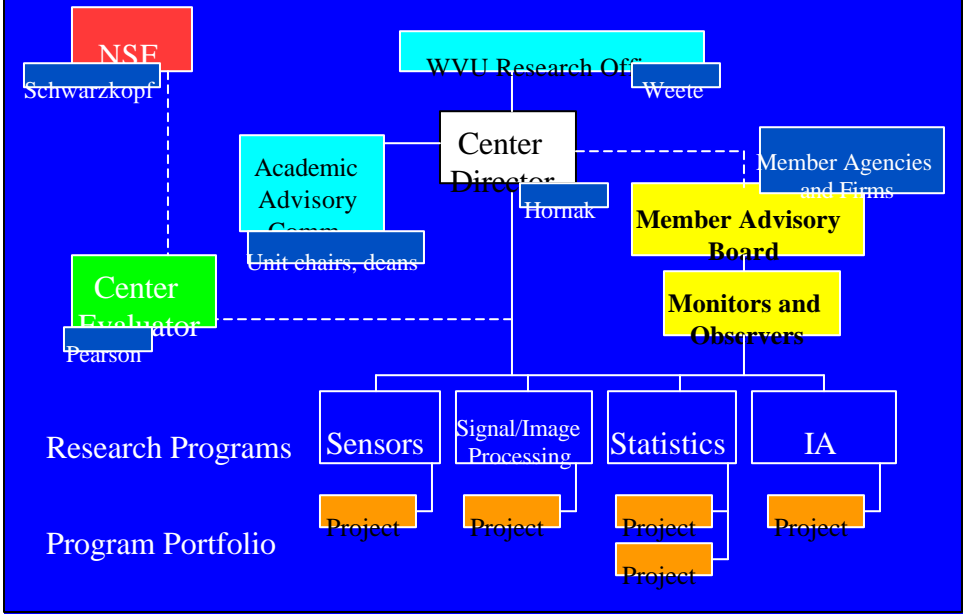 NSF
Schwarzkopf
WVU Research Offi
Weete
Center
Director
Hornak
Academic
Advisory
Comm
Unit chairs, deans
Member Agencies
and Firms
Member Advisory
Board
Center
Evaluator
Pearson
Monitors and
Observers
Research Programs
Sensors
Signal/Image
Processing
Statistics
IA
Program Portfolio
Project
Project
Project
Project
Project